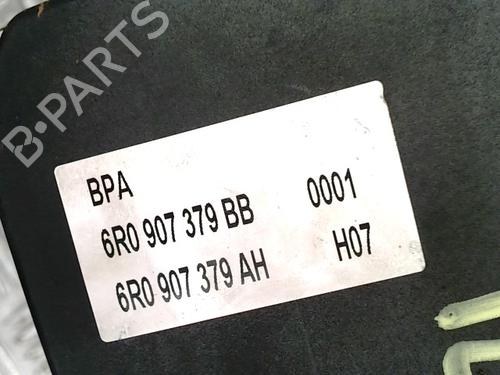 B-PARTS
BPA
6R0 907 379 BB 0001
6R0 907 379 AH H07